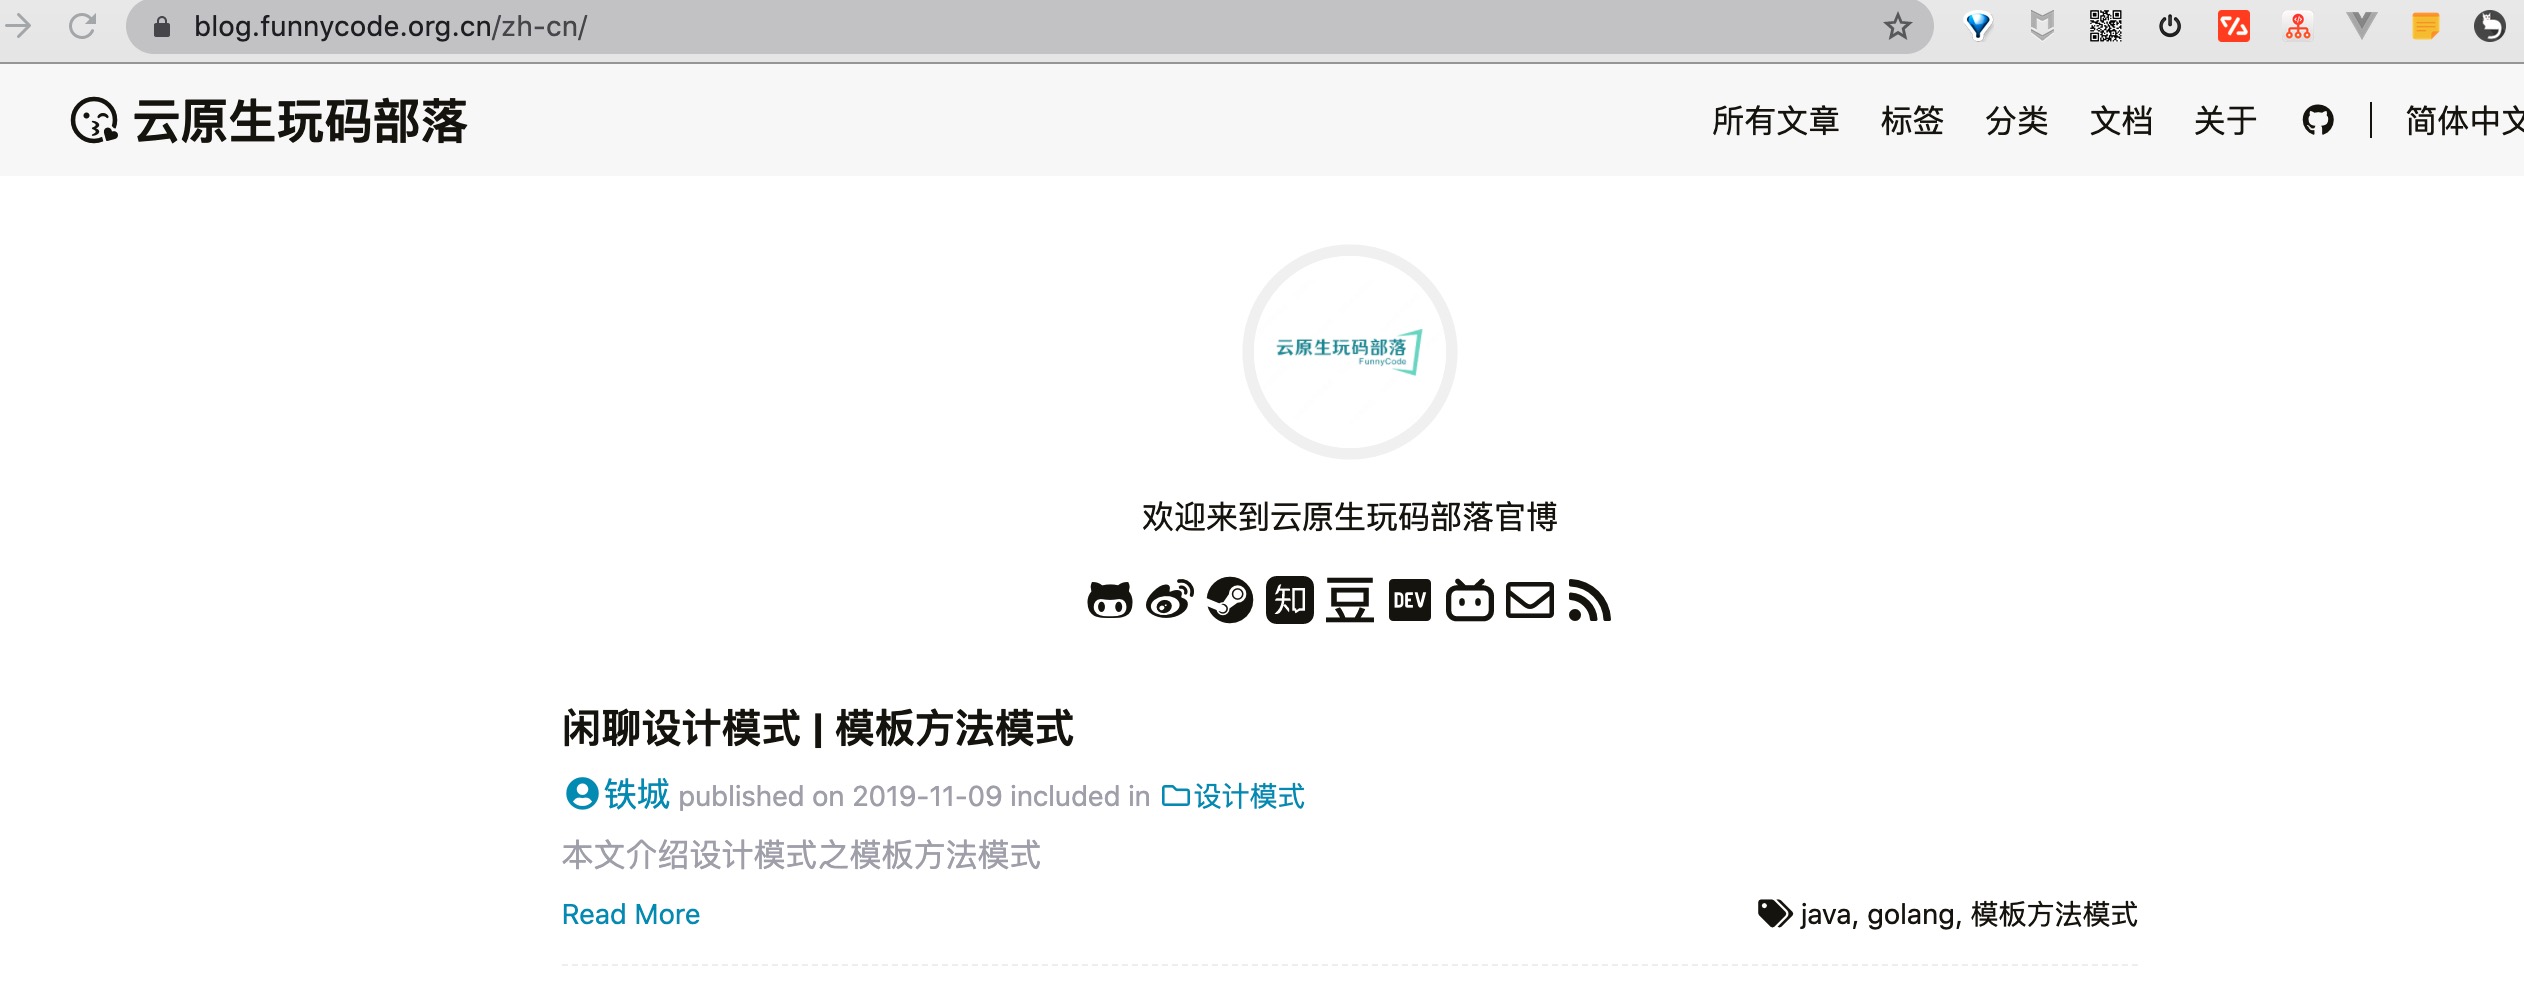 blog.funnycode.org.cn/zh-cn/
云原生玩码部落
所有文章 标签 分类 文档 关于 | 简体中文
云原生玩码部落
FunnyCode
欢迎来到云原生玩码部落官博
知 豆 DEV
闲聊设计模式 | 模板方法模式
铁城 published on 2019-11-09 included in 设计模式
本文介绍设计模式之模板方法模式
Read More
java, golang, 模板方法模式